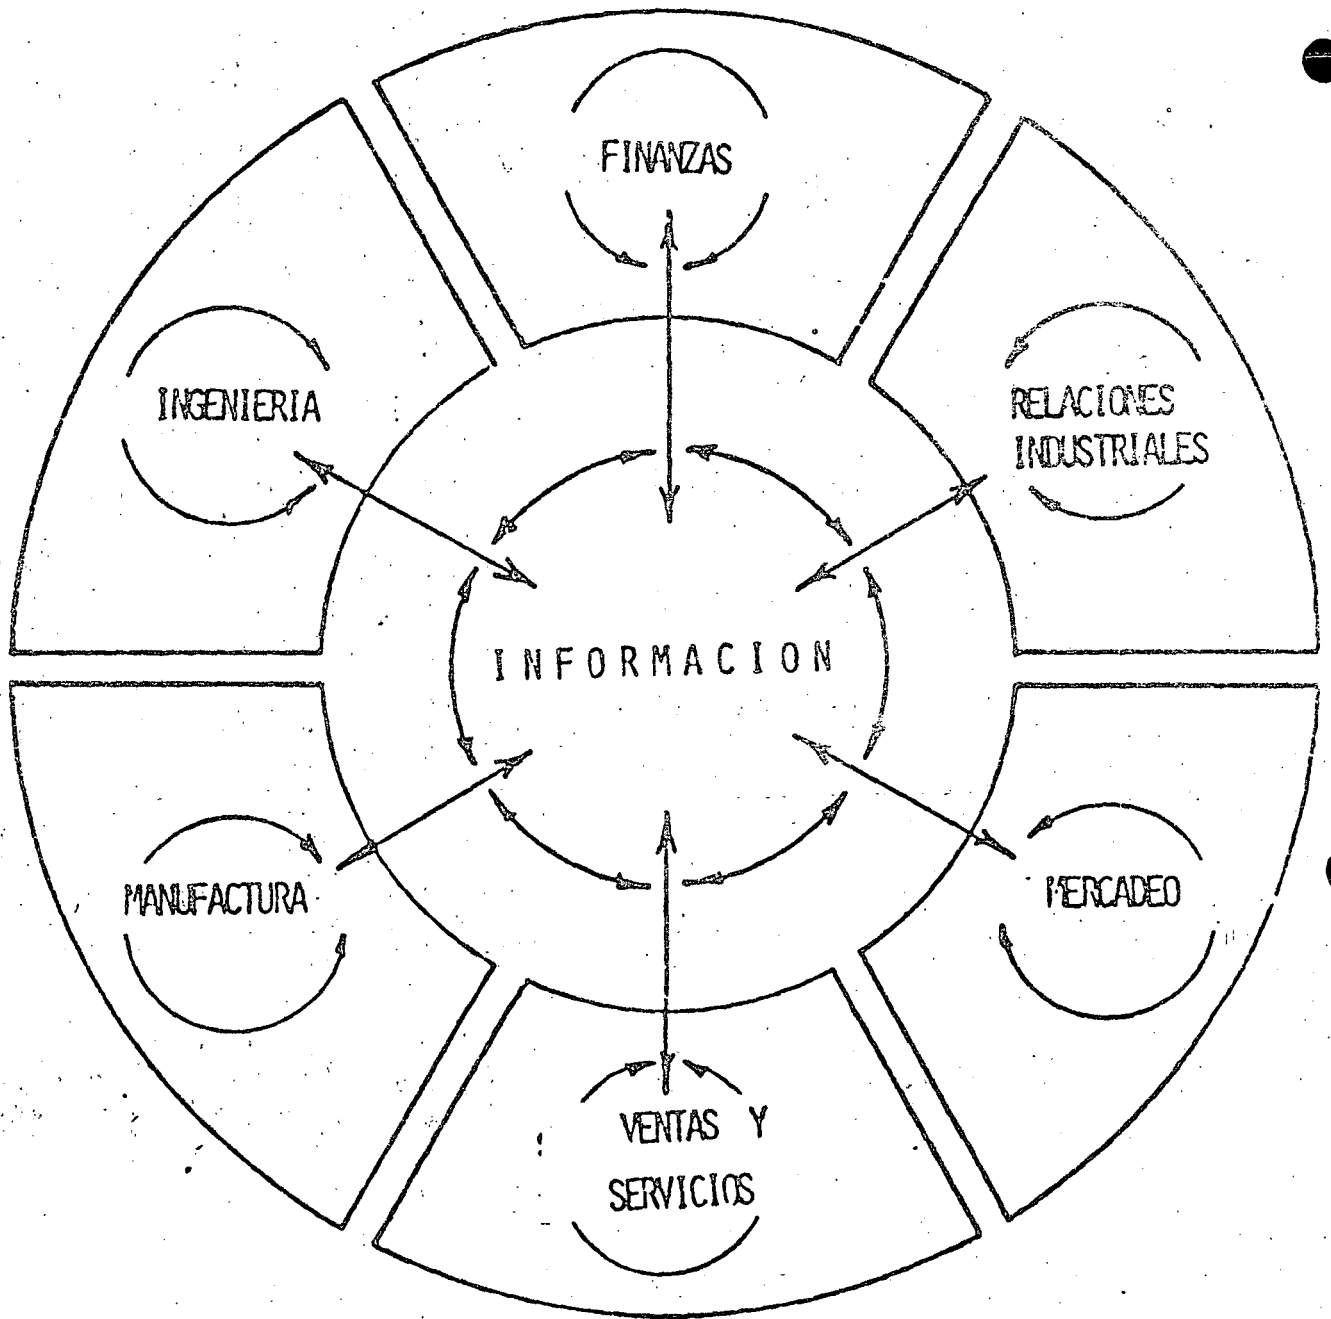 FINANZAS
INGENIERIA
RELACIONES
INDUSTRIALES
INFORMACION
MANUFACTURA
MERCADEO
VENTAS Y
SERVICIOS